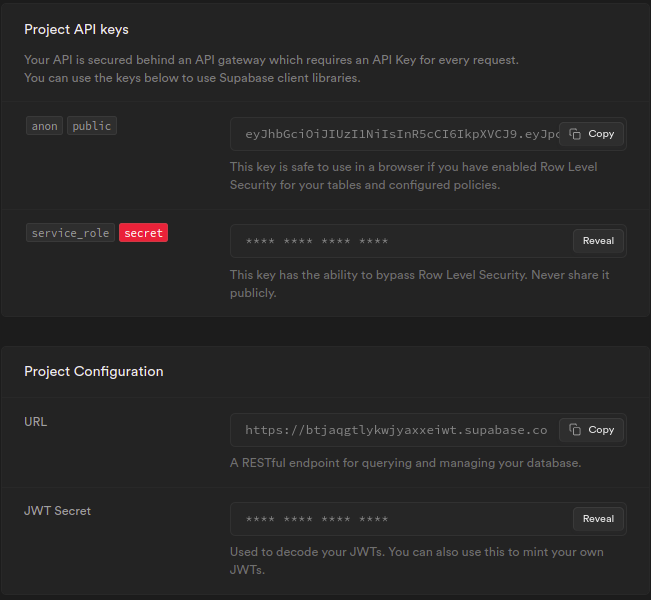 Project API keys
Your API is secured behind an API gateway which requires an API Key for every request.
You can use the keys below to use Supabase client libraries.
anon public
eyJhbGciOiJIUzI1NiIsInR5cCI6IkpXVCJ9.eyJpc Copy
This key is safe to use in a browser if you have enabled Row Level
Security for your tables and configured policies.
service_role secret
**** **** **** **** Reveal
This key has the ability to bypass Row Level Security. Never share it
publicly.
Project Configuration
URL
https://btjaqgtlykwjyaxxeiwt.supabase.co Copy
A RESTful endpoint for querying and managing your database.
JWT Secret
**** **** **** **** Reveal
Used to decode your JWTs. You can also use this to mint your own
JWTs.